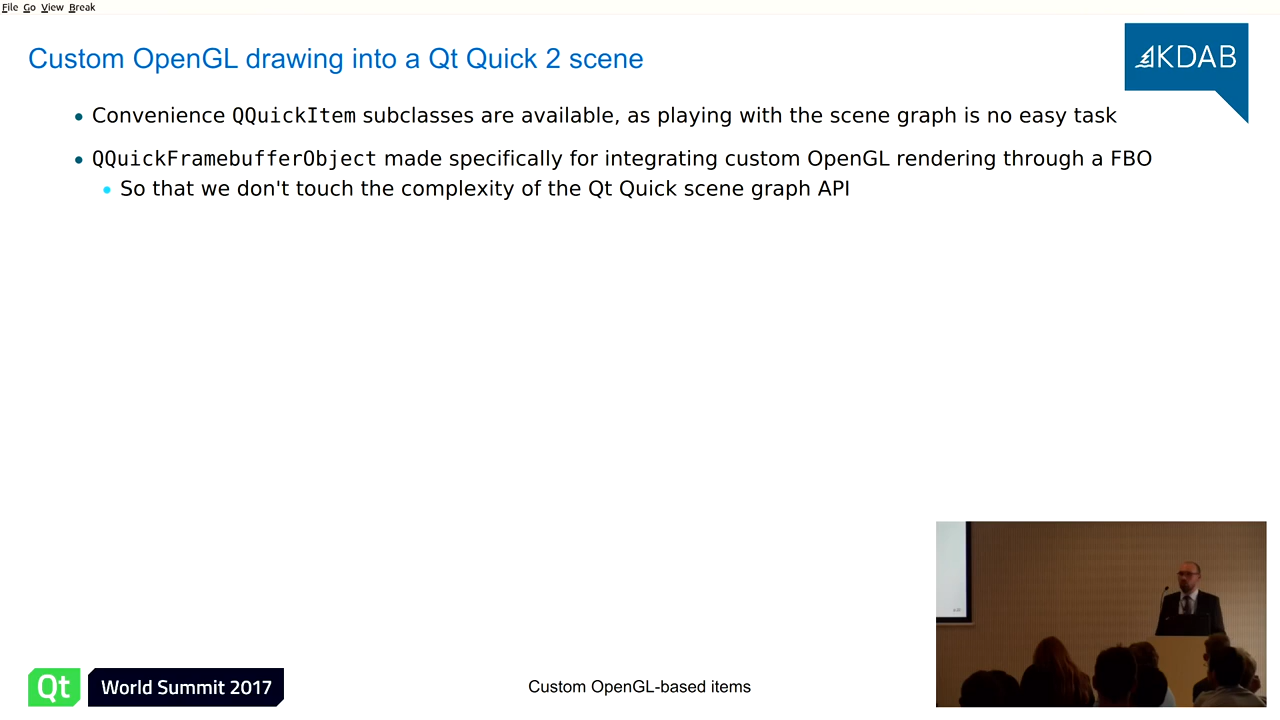 File Go View Break
Custom OpenGL drawing into a Qt Quick 2 scene
KDAB
Convenience QQuickItem subclasses are available, as playing with the scene graph is no easy task
QQuickFramebufferObject made specifically for integrating custom OpenGL rendering through a FBO
So that we don't touch the complexity of the Qt Quick scene graph API
Qt World Summit 2017
Custom OpenGL-based items